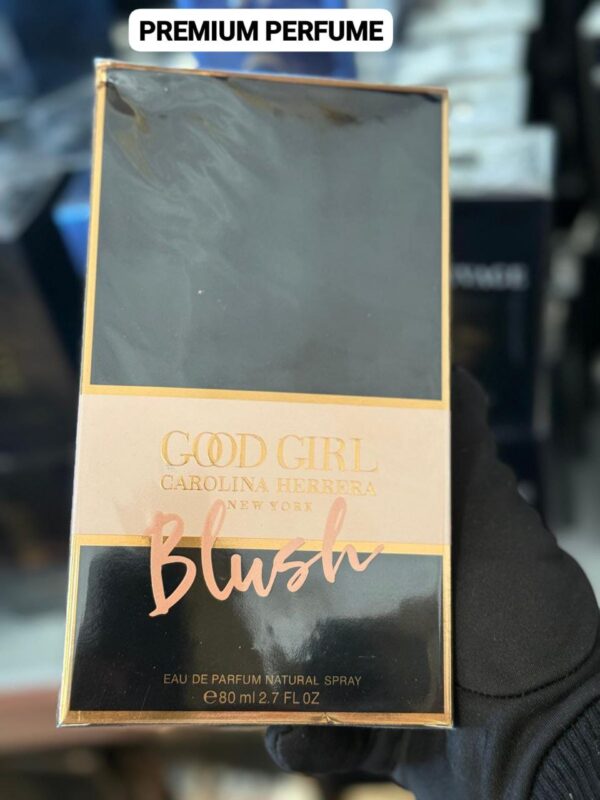 PREMIUM PERFUME
GOOD GIRL
CAROLINA HERRERA
NEW YORK
Blush
EAU DE PARFUM NATURAL SPRAY
℮80 ml 2.7 FL OZ